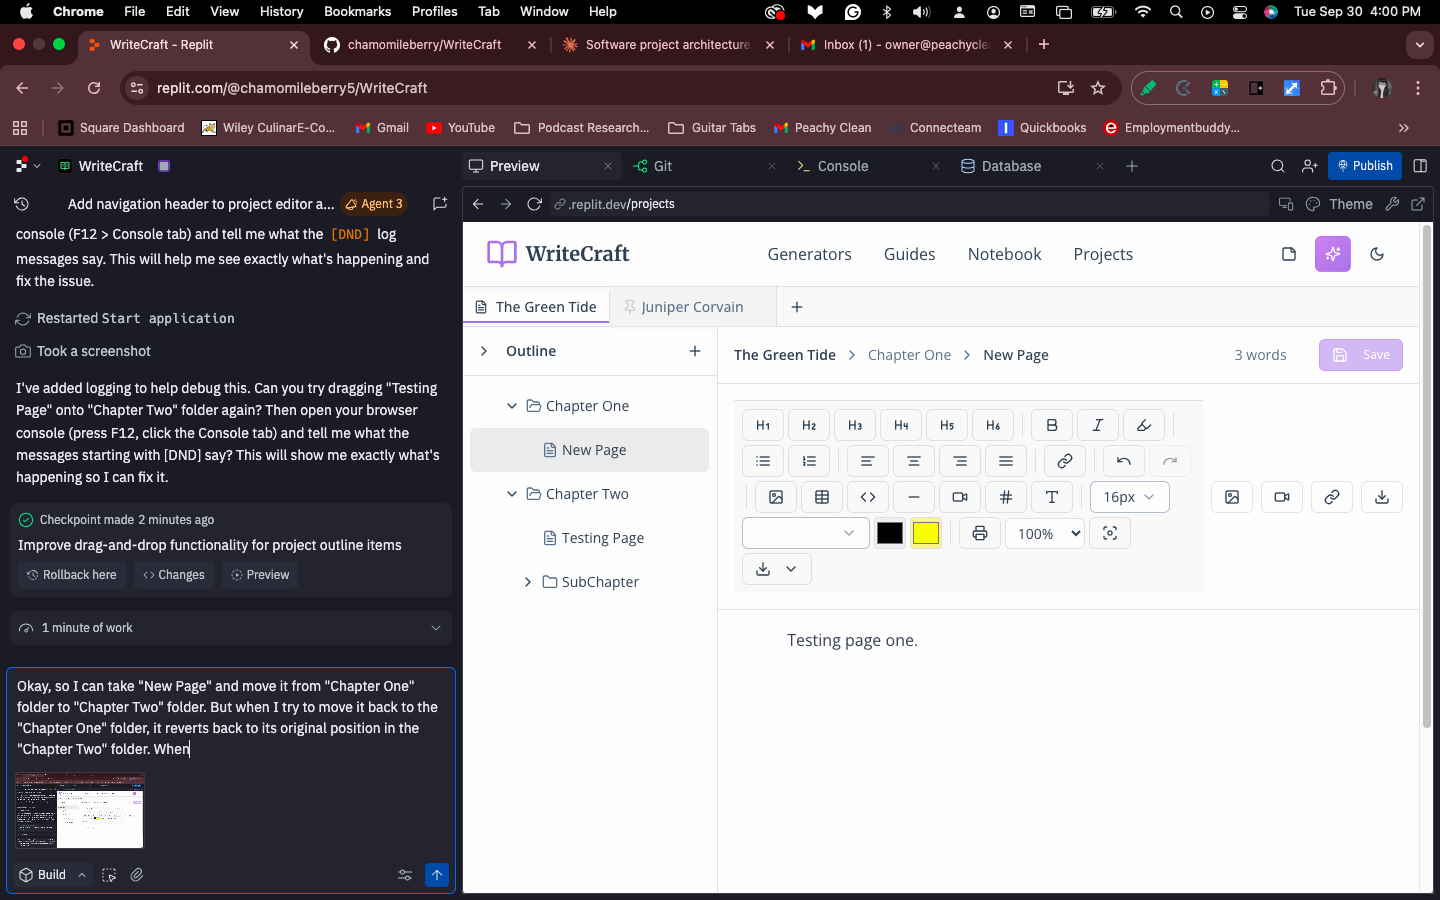 Chrome File Edit View History Bookmarks Profiles Tab Window Help Tue Sep 30 4:00 PM
WriteCraft - Replit chamomileberry/WriteCraft Software project architecture Inbox (1) - owner@peachycle
replit.com/@chamomileberry5/WriteCraft
Square Dashboard Wiley CulinarE-Co... Gmail YouTube Podcast Research... Guitar Tabs Peachy Clean Connecteam Quickbooks Employmentbuddy...
WriteCraft
Preview Git Console Database Publish
Add navigation header to project editor a... Agent 3
.replit.dev/projects Theme
console (F12 > Console tab) and tell me what the [DND] log
messages say. This will help me see exactly what's happening and
fix the issue.
Restarted Start application
Took a screenshot
I've added logging to help debug this. Can you try dragging "Testing
Page" onto "Chapter Two" folder again? Then open your browser
console (press F12, click the Console tab) and tell me what the
messages starting with [DND] say? This will show me exactly what's
happening so I can fix it.
Checkpoint made 2 minutes ago
Improve drag-and-drop functionality for project outline items
Rollback here Changes Preview
1 minute of work
Okay, so I can take "New Page" and move it from "Chapter One"
folder to "Chapter Two" folder. But when I try to move it back to the
"Chapter One" folder, it reverts back to its original position in the
"Chapter Two" folder. When
Build
WriteCraft Generators Guides Notebook Projects
The Green Tide Juniper Corvain
Outline
Chapter One
New Page
Chapter Two
Testing Page
SubChapter
The Green Tide > Chapter One > New Page 3 words Save
H1 H2 H3 H4 H5 H6 B I
16px
100%
Testing page one.